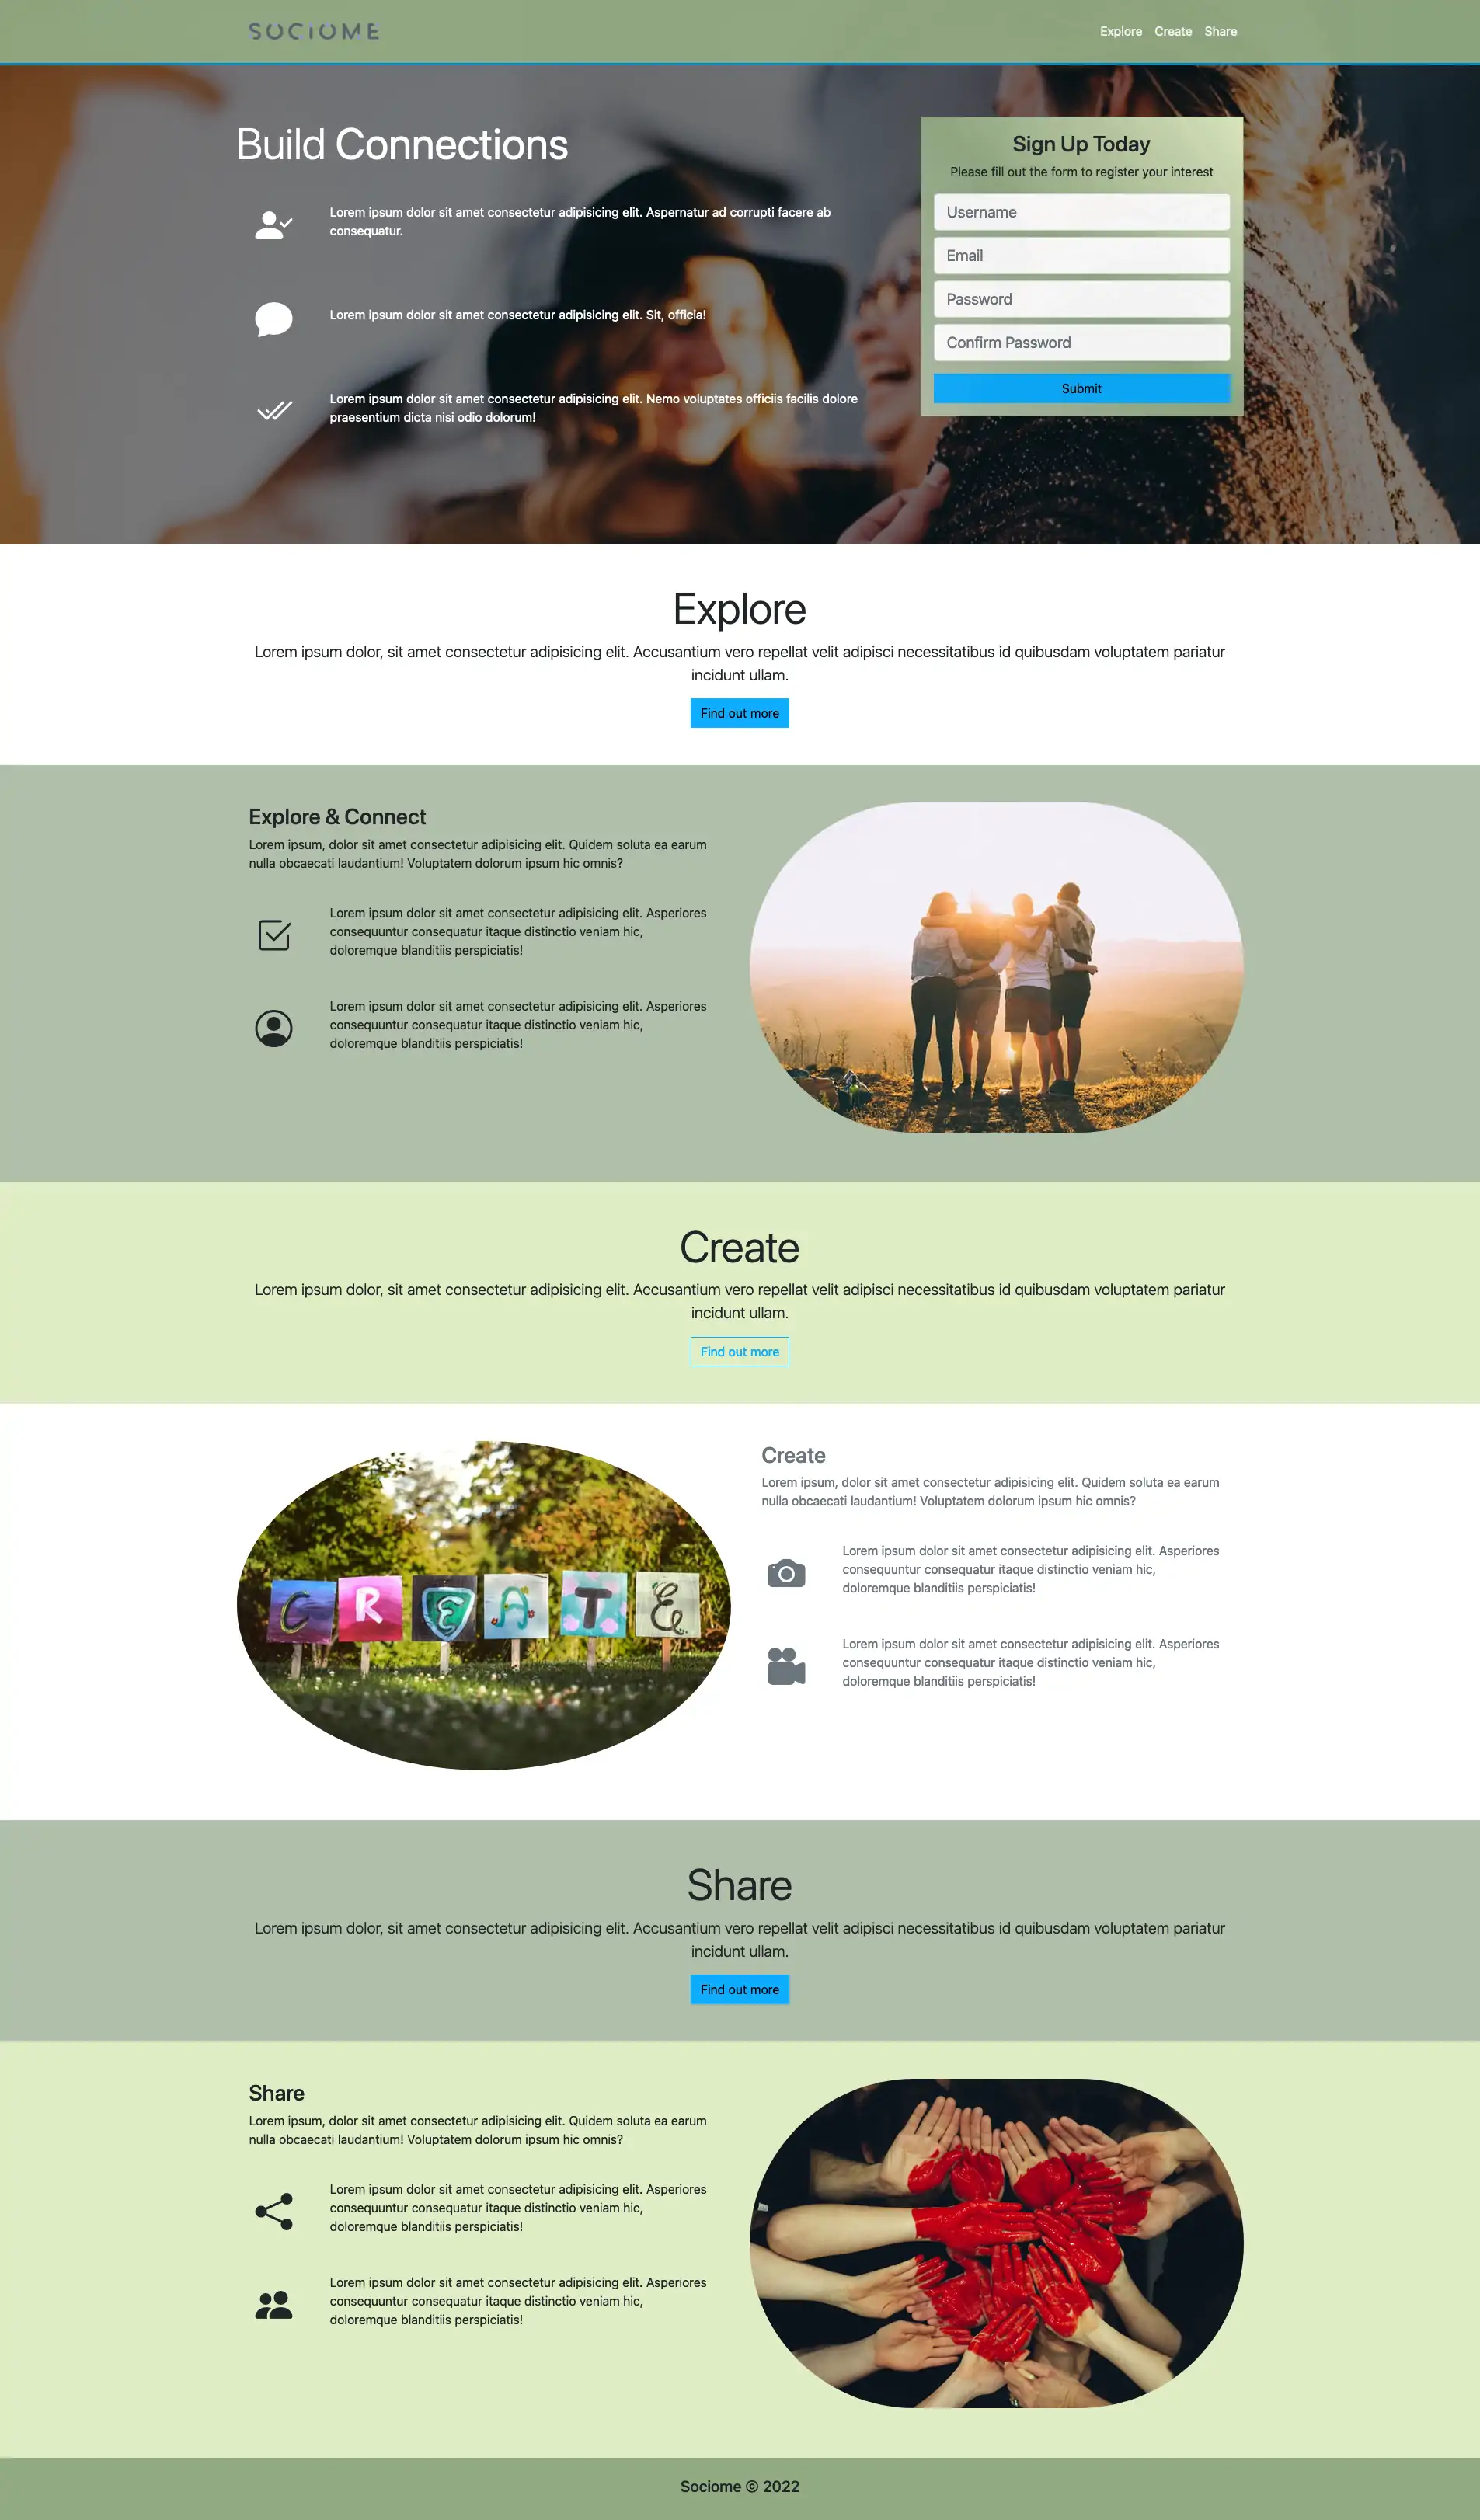 SOCIOME
Explore Create Share
Build Connections
Lorem ipsum dolor sit amet consectetur adipisicing elit. Aspernatur ad corrupti facere ab
consequatur.
Lorem ipsum dolor sit amet consectetur adipisicing elit. Sit, officia!
Lorem ipsum dolor sit amet consectetur adipisicing elit. Nemo voluptates officiis facilis dolore
praesentium dicta nisi odio dolorum!
Sign Up Today
Please fill out the form to register your interest
Username
Email
Password
Confirm Password
Submit
Explore
Lorem ipsum dolor, sit amet consectetur adipisicing elit. Accusantium vero repellat velit adipisci necessitatibus id quibusdam voluptatem pariatur
incidunt ullam.
Find out more
Explore & Connect
Lorem ipsum, dolor sit amet consectetur adipisicing elit. Quidem soluta ea earum
nulla obcaecati laudantium! Voluptatem dolorum ipsum hic omnis?
Lorem ipsum dolor sit amet consectetur adipisicing elit. Asperiores
consequuntur consequatur itaque distinctio veniam hic,
doloremque blanditiis perspiciatis!
Lorem ipsum dolor sit amet consectetur adipisicing elit. Asperiores
consequuntur consequatur itaque distinctio veniam hic,
doloremque blanditiis perspiciatis!
Create
Lorem ipsum dolor, sit amet consectetur adipisicing elit. Accusantium vero repellat velit adipisci necessitatibus id quibusdam voluptatem pariatur
incidunt ullam.
Find out more
CREATE
Create
Lorem ipsum, dolor sit amet consectetur adipisicing elit. Quidem soluta ea earum
nulla obcaecati laudantium! Voluptatem dolorum ipsum hic omnis?
Lorem ipsum dolor sit amet consectetur adipisicing elit. Asperiores
consequuntur consequatur itaque distinctio veniam hic,
doloremque blanditiis perspiciatis!
Lorem ipsum dolor sit amet consectetur adipisicing elit. Asperiores
consequuntur consequatur itaque distinctio veniam hic,
doloremque blanditiis perspiciatis!
Share
Lorem ipsum dolor, sit amet consectetur adipisicing elit. Accusantium vero repellat velit adipisci necessitatibus id quibusdam voluptatem pariatur
incidunt ullam.
Find out more
Share
Lorem ipsum, dolor sit amet consectetur adipisicing elit. Quidem soluta ea earum
nulla obcaecati laudantium! Voluptatem dolorum ipsum hic omnis?
Lorem ipsum dolor sit amet consectetur adipisicing elit. Asperiores
consequuntur consequatur itaque distinctio veniam hic,
doloremque blanditiis perspiciatis!
Lorem ipsum dolor sit amet consectetur adipisicing elit. Asperiores
consequuntur consequatur itaque distinctio veniam hic,
doloremque blanditiis perspiciatis!
Sociome © 2022